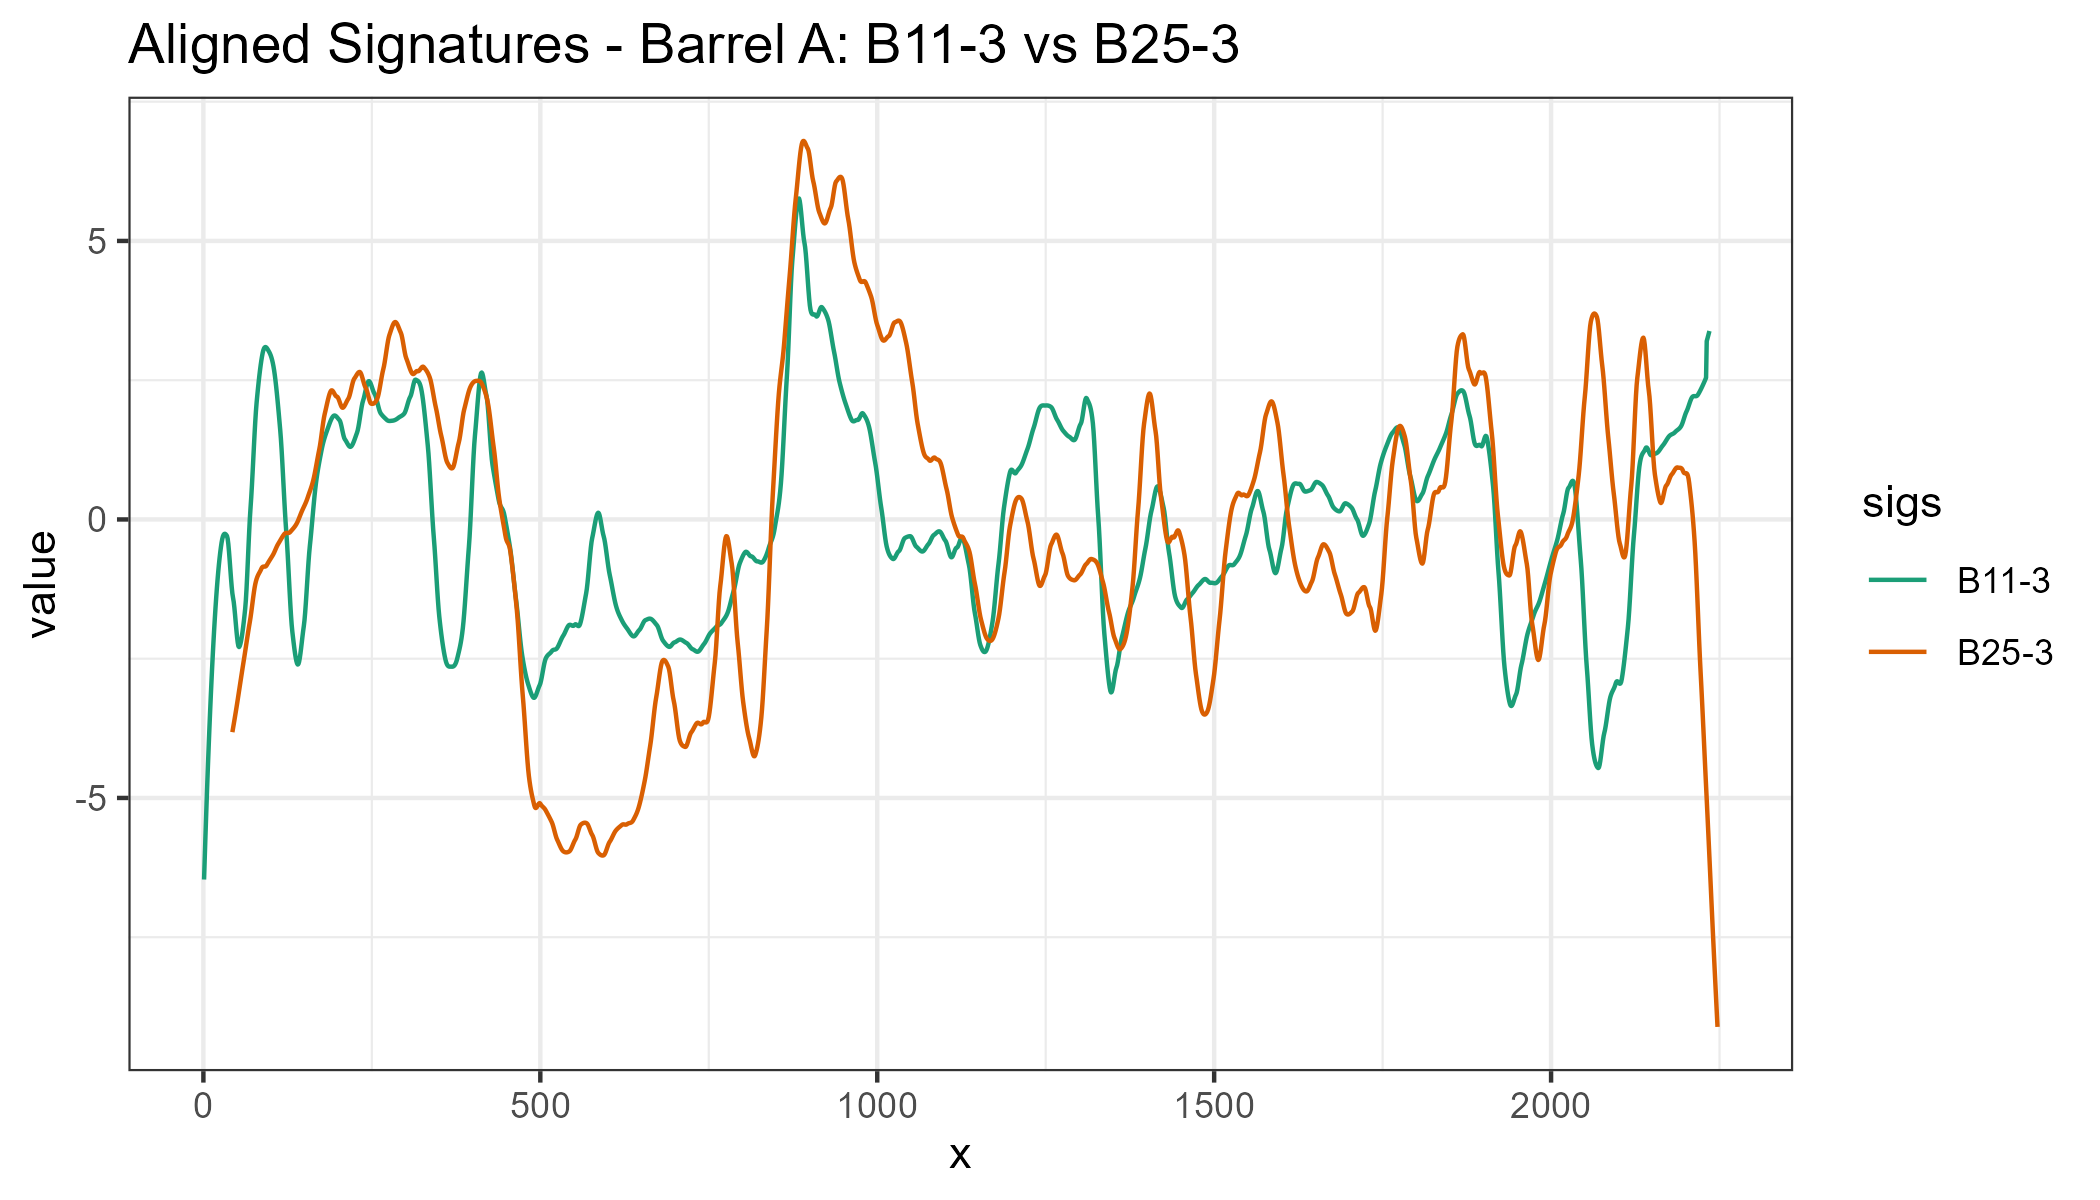 Aligned Signatures - Barrel A: B11-3 vs B25-3
value
5
0
-5
0 500 1000 1500 2000
x
sigs
B11-3
B25-3